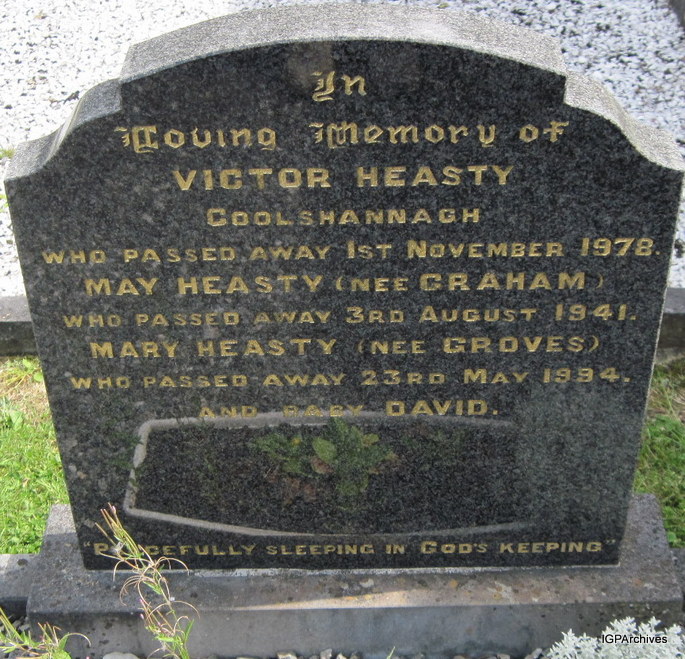 In
Loving Memory of
VICTOR HEASTY
COOLSHANNAGH
WHO PASSED AWAY 1ST NOVEMBER 1978.
MAY HEASTY (NEE GRAHAM)
WHO PASSED AWAY 3RD AUGUST 1941.
MARY HEASTY (NEE GROVES)
WHO PASSED AWAY 23RD MAY 1994.
AND BABY DAVID.
"PEACEFULLY SLEEPING IN GOD'S KEEPING"
IGPArchives